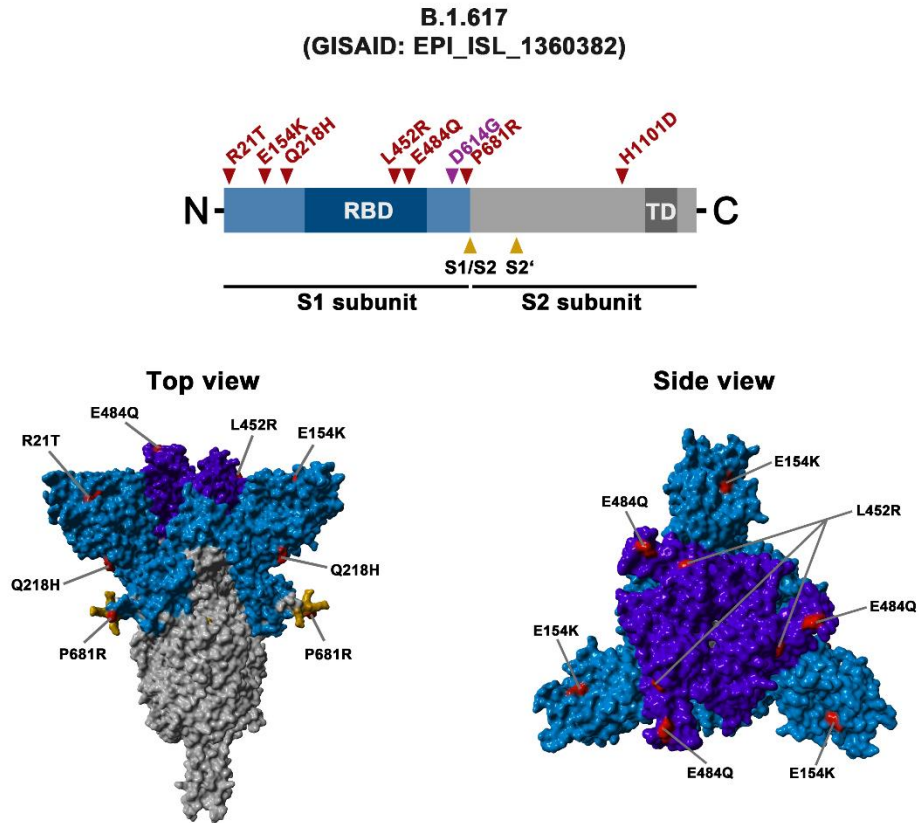 B.1.617
(GISAID: EPI_ISL_1360382)
R21T
E154K
Q218H
L452R
E484Q
D614G
P681R
H1101D
N
RBD
TD
C
S1/S2
S2‘
S1 subunit
S2 subunit
Top view
Side view
E484Q
L452R
R21T
E154K
Q218H
Q218H
P681R
P681R
E154K
E484Q
L452R
E484Q
E154K
E484Q
E154K